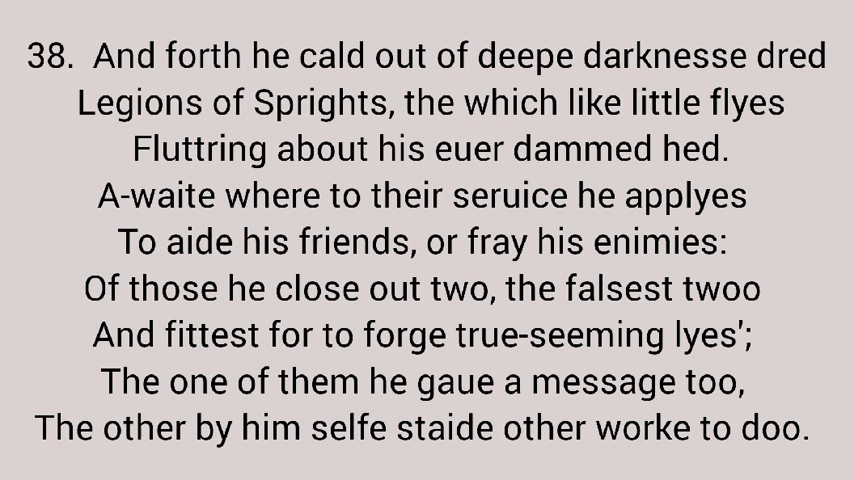 38. And forth he cald out of deepe darknesse dred
Legions of Sprights, the which like little flyes
Fluttring about his euer dammed hed.
A-waite where to their seruice he applyes
To aide his friends, or fray his enimies:
Of those he close out two, the falsest twoo
And fittest for to forge true-seeming lyes';
The one of them he gaue a message too,
The other by him selfe staide other worke to doo.